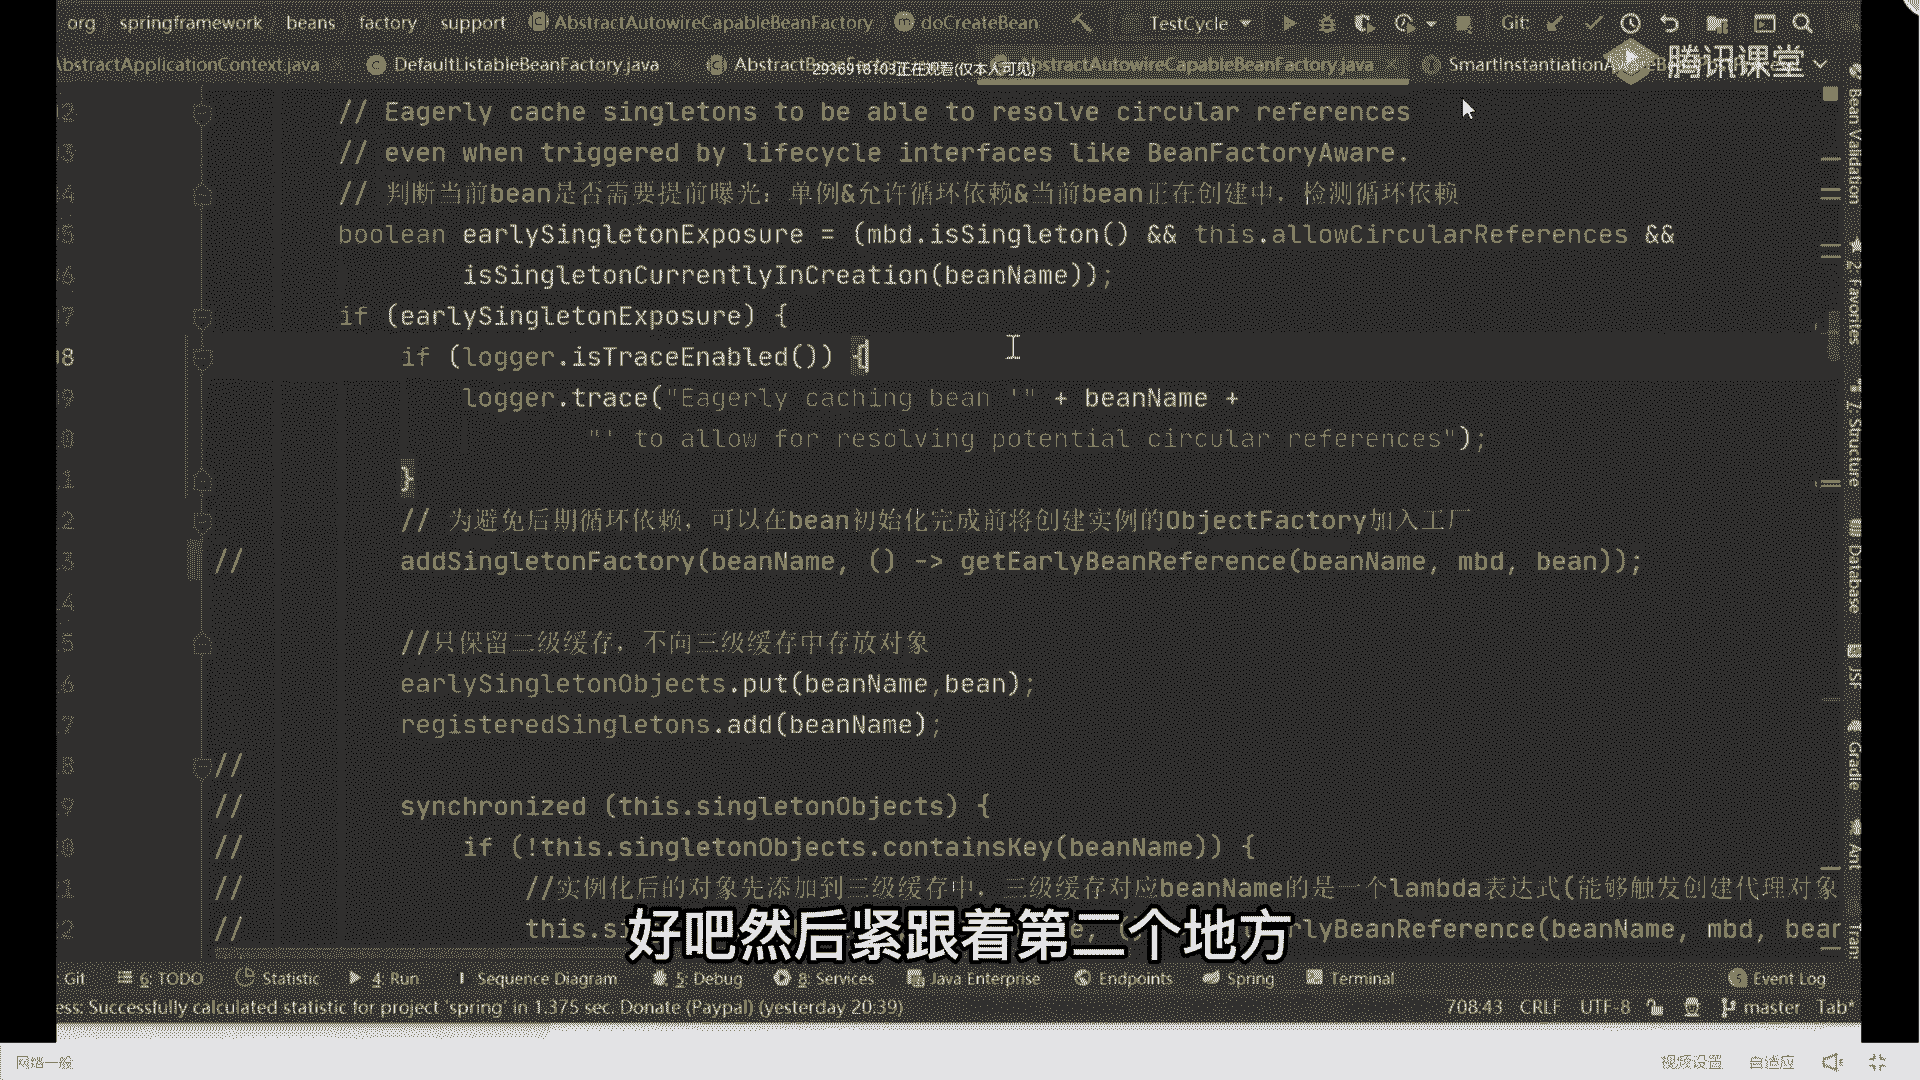 org springframework beans factory support AbstractAutowireCapableBeanFactory doCreateBean TestCycle Git:
AbstractApplicationContext.java DefaultListableBeanFactory.java 2936916103正在观看(仅本人可见) AbstractAutowireCapableBeanFactory.java 腾讯课堂
// Eagerly cache singletons to be able to resolve circular references
// even when triggered by lifecycle interfaces like BeanFactoryAware.
// 判断当前bean是否需要提前曝光：单例&允许循环依赖&当前bean正在创建中，检测循环依赖
boolean earlySingletonExposure = (mbd.isSingleton() && this.allowCircularReferences &&
isSingletonCurrentlyInCreation(beanName));
if (earlySingletonExposure) {
if (logger.isTraceEnabled()) {
logger.trace("Eagerly caching bean '" + beanName +
"' to allow for resolving potential circular references");
}
// 为避免后期循环依赖，可以在bean初始化完成前将创建实例的ObjectFactory加入工厂
// addSingletonFactory(beanName, () -> getEarlyBeanReference(beanName, mbd, bean));
//只保留二级缓存，不向三级缓存中存放对象
earlySingletonObjects.put(beanName,bean);
registeredSingletons.add(beanName);
//
// synchronized (this.singletonObjects) {
// if (!this.singletonObjects.containsKey(beanName)) {
// //实例化后的对象先添加到三级缓存中，三级缓存对应beanName的是一个lambda表达式(能够触发创建代理对象
// this.si rlyBeanReference(beanName, mbd, bear
好吧然后紧跟着第二个地方
Git 6: TODO Statistic 4: Run Sequence Diagram 5: Debug 8: Services Java Enterprise Endpoints Spring Terminal Event Log
ess: Successfully calculated statistic for project 'spring' in 1.375 sec. Donate (Paypal) (yesterday 20:39) 708:43 CRLF UTF-8 master Tab*
网络一般 视频设置 自适应
Bean Validation
2: Favorites
7: Structure
Database
JSF
Gradle
Ant